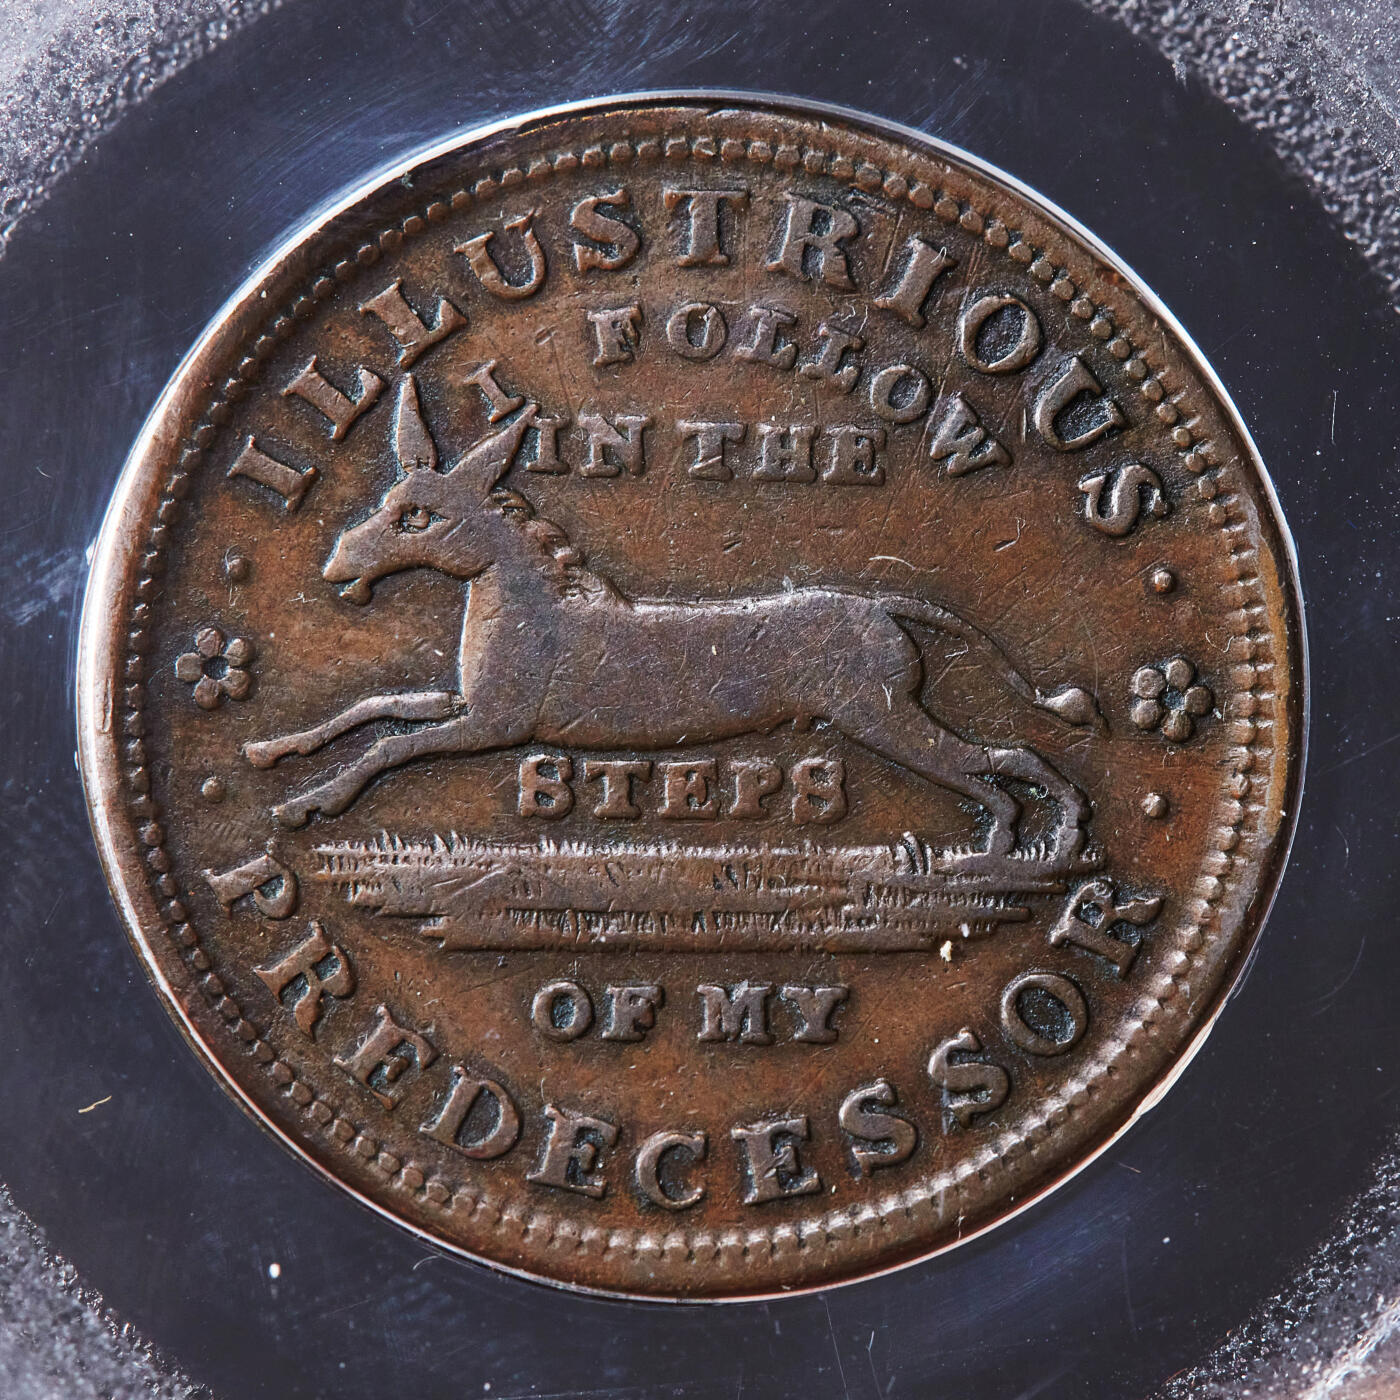 ILLUSTRIOUS
I FOLLOW
IN THE
STEPS
OF MY
PREDECESSOR